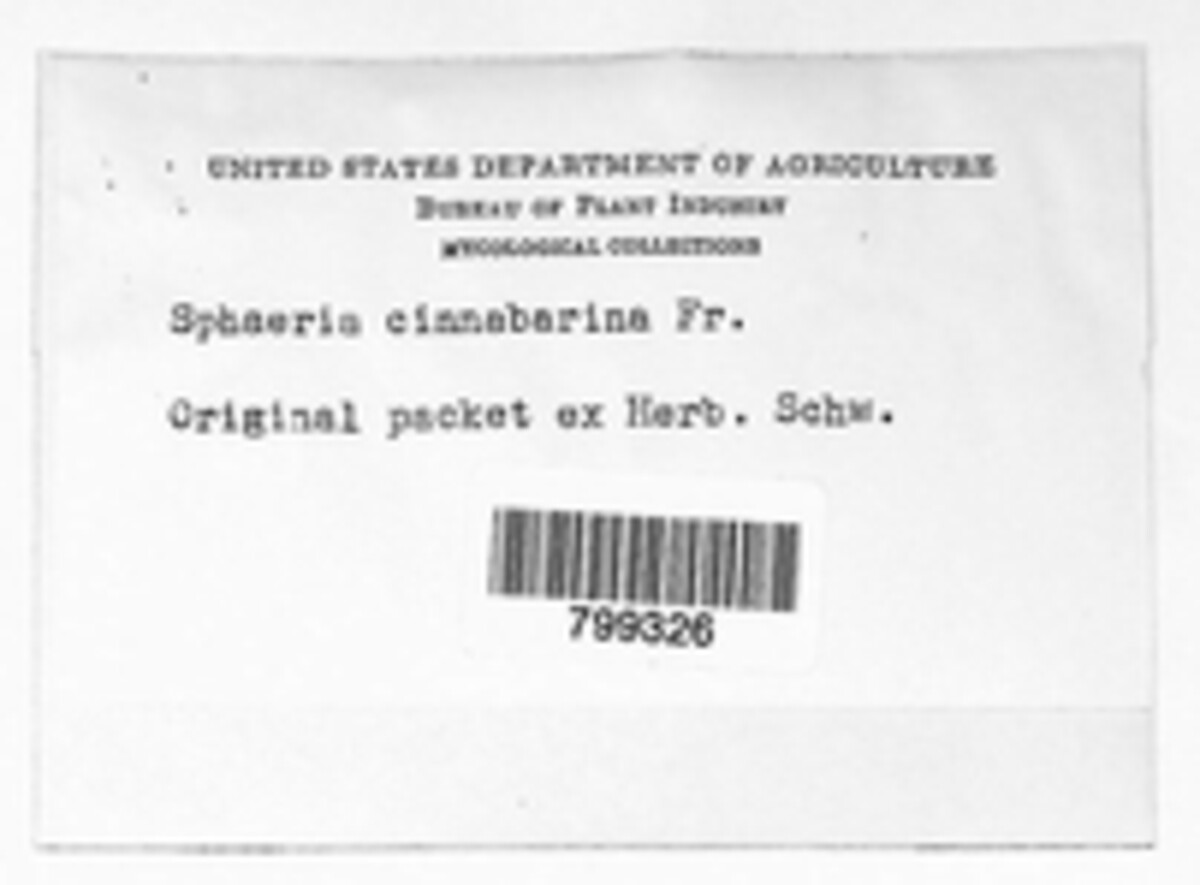 UNITED STATES DEPARTMENT OF AGRICULTURE
BUREAU OF PLANT INDUSTRY
MYCOLOGICAL COLLECTIONS
Sphaeria cinnabarina Fr.
Original packet ex Herb. Schw.
799326